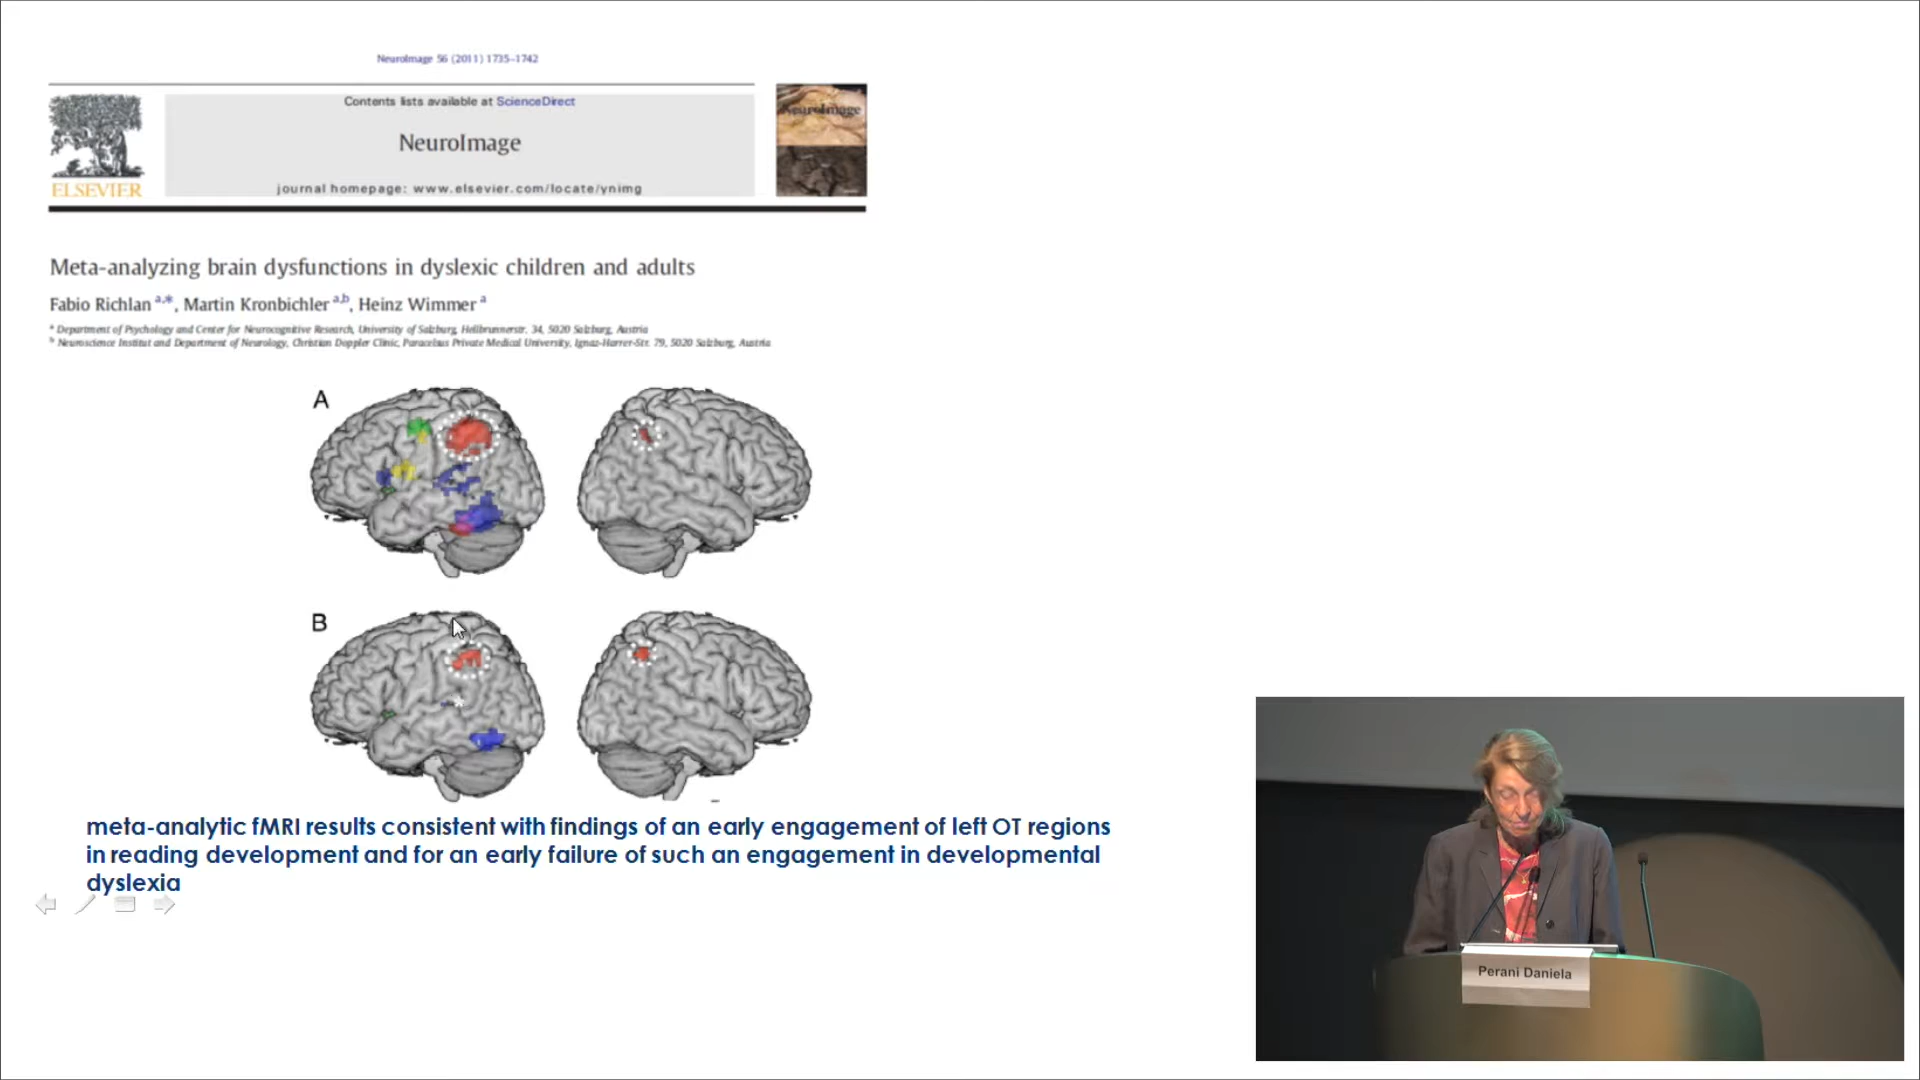 NeuroImage 56 (2011) 1735–1742
Contents lists available at ScienceDirect
NeuroImage
journal homepage: www.elsevier.com/locate/ynimg
ELSEVIER
NeuroImage
Meta-analyzing brain dysfunctions in dyslexic children and adults
Fabio Richlan a,*, Martin Kronbichler a,b, Heinz Wimmer a
a Department of Psychology and Center for Neurocognitive Research, University of Salzburg, Hellbrunnerstr. 34, 5020 Salzburg, Austria
b Neuroscience Institut and Department of Neurology, Christian Doppler Clinic, Paracelsus Private Medical University, Ignaz-Harrer-Str. 79, 5020 Salzburg, Austria
A
B
meta-analytic fMRI results consistent with findings of an early engagement of left OT regions
in reading development and for an early failure of such an engagement in developmental
dyslexia
Perani Daniela